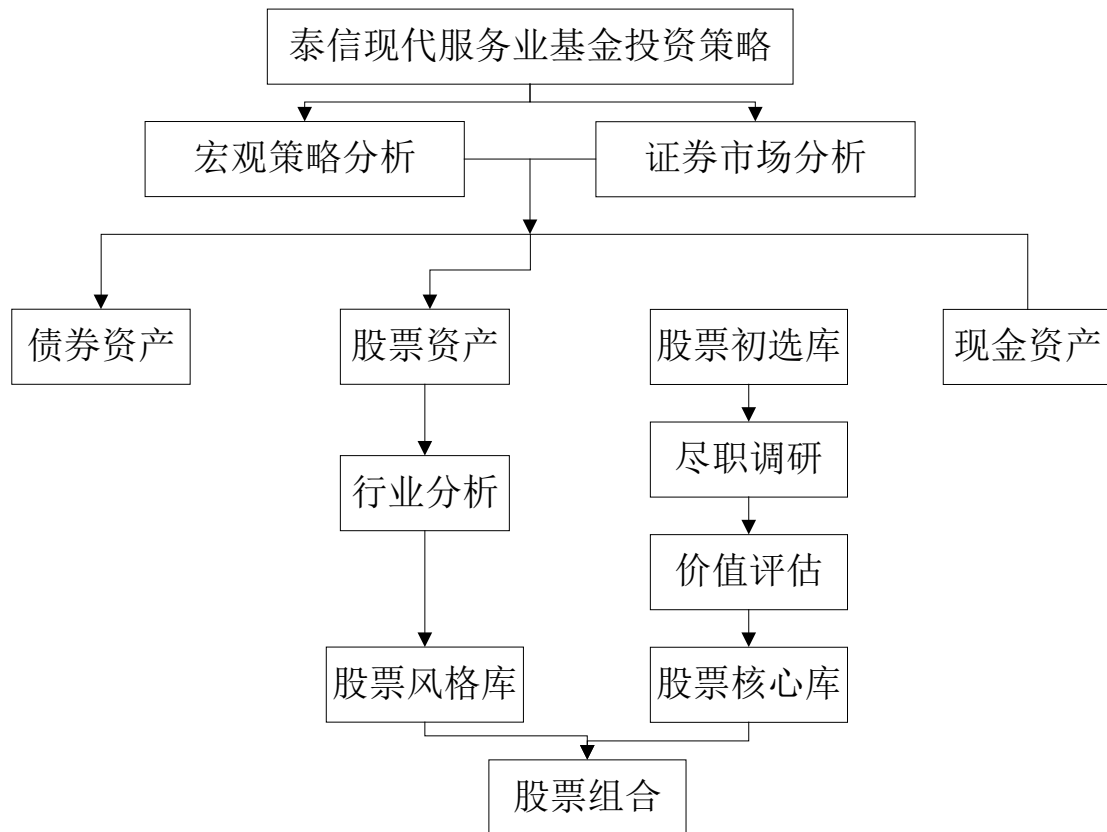 泰信现代服务业基金投资策略
宏观策略分析
证券市场分析
债券资产
股票资产
股票初选库
现金资产
尽职调研
行业分析
价值评估
股票风格库
股票核心库
股票组合